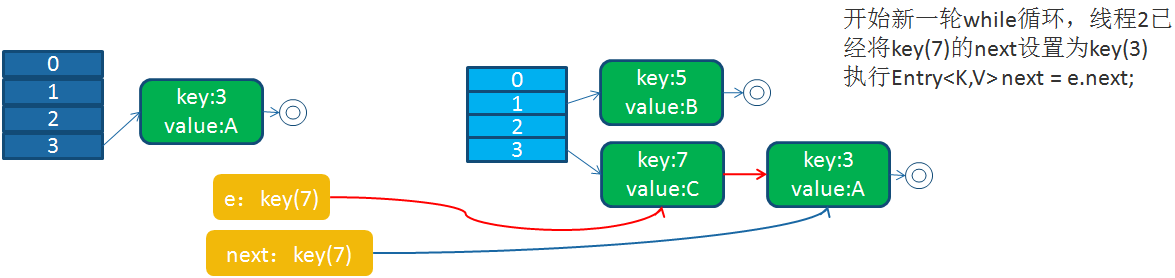 开始新一轮while循环，线程2已
经将key(7)的next设置为key(3)
执行Entry<K,V> next = e.next;
0
1
2
3
key:3
value:A
0
1
2
3
key:5
value:B
key:7
value:C
key:3
value:A
e：key(7)
next：key(7)